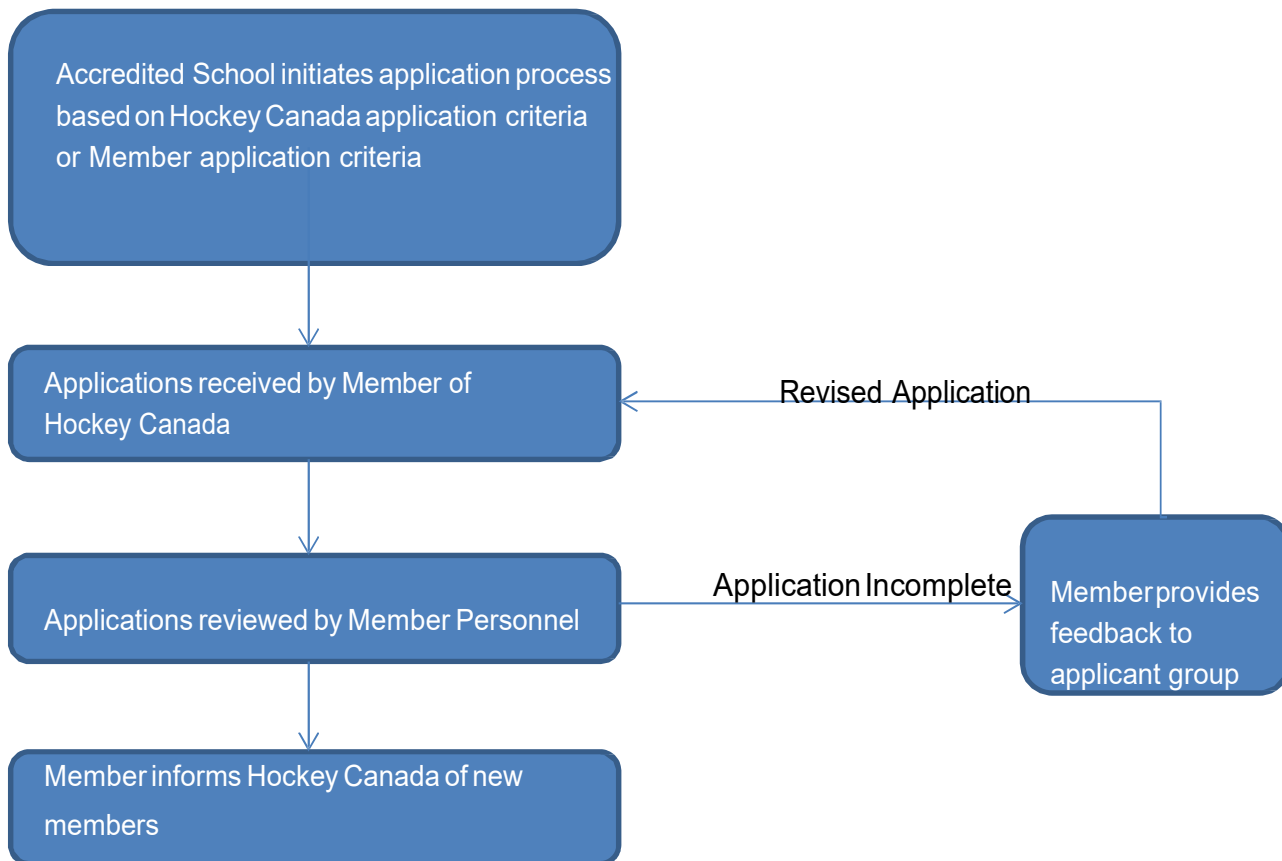 Accredited School initiates application process
based on Hockey Canada application criteria
or Member application criteria
Applications received by Member of
Hockey Canada
Revised Application
Applications reviewed by Member Personnel
Application Incomplete
Member provides
feedback to
applicant group
Member informs Hockey Canada of new
members